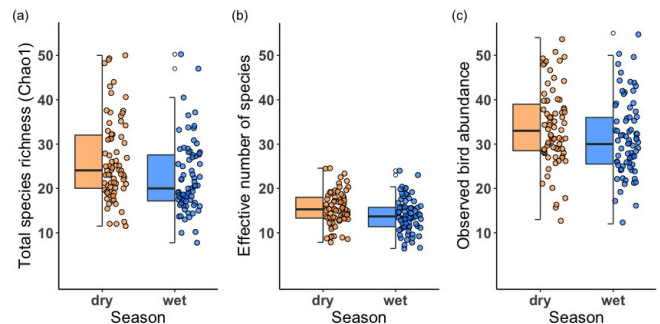 (a)
Total species richness (Chao1)
50
40
30
20
10
dry
wet
Season
(b)
Effective number of species
50
40
30
20
10
dry
wet
Season
(c)
Observed bird abundance
50
40
30
20
10
dry
wet
Season